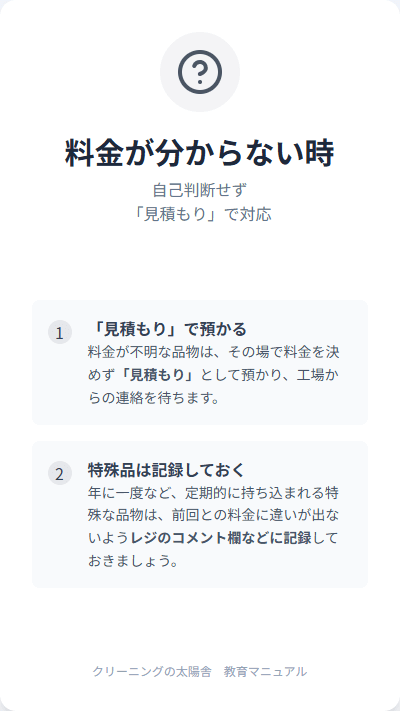 料金が分からない時
自己判断せず
「見積もり」で対応
1
「見積もり」で預かる
料金が不明な品物は、その場で料金を決
めず「見積もり」として預かり、工場か
らの連絡を待ちます。
2
特殊品は記録しておく
年に一度など、定期的に持ち込まれる特
殊な品物は、前回との料金に違いが出な
いようレジのコメント欄などに記録して
おきましょう。
クリーニングの太陽舎　教育マニュアル